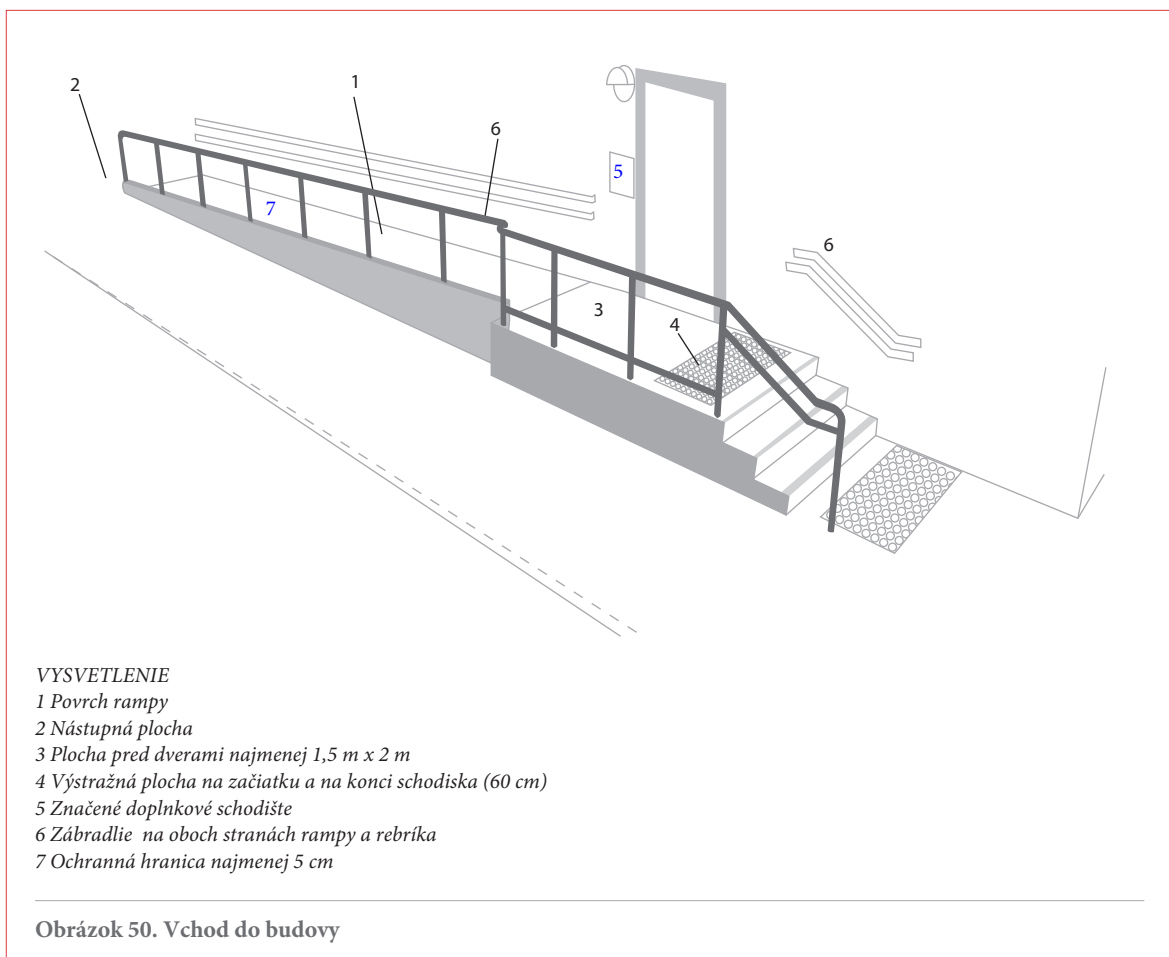 2
1
6
5
7
6
3
4
VYSVETLENIE
1 Povrch rampy
2 Nástupná plocha
3 Plocha pred dverami najmenej 1,5 m x 2 m
4 Výstražná plocha na začiatku a na konci schodiska (60 cm)
5 Značené doplnkové schodište
6 Zábradlie  na oboch stranách rampy a rebríka
7 Ochranná hranica najmenej 5 cm
Obrázok 50. Vchod do budovy